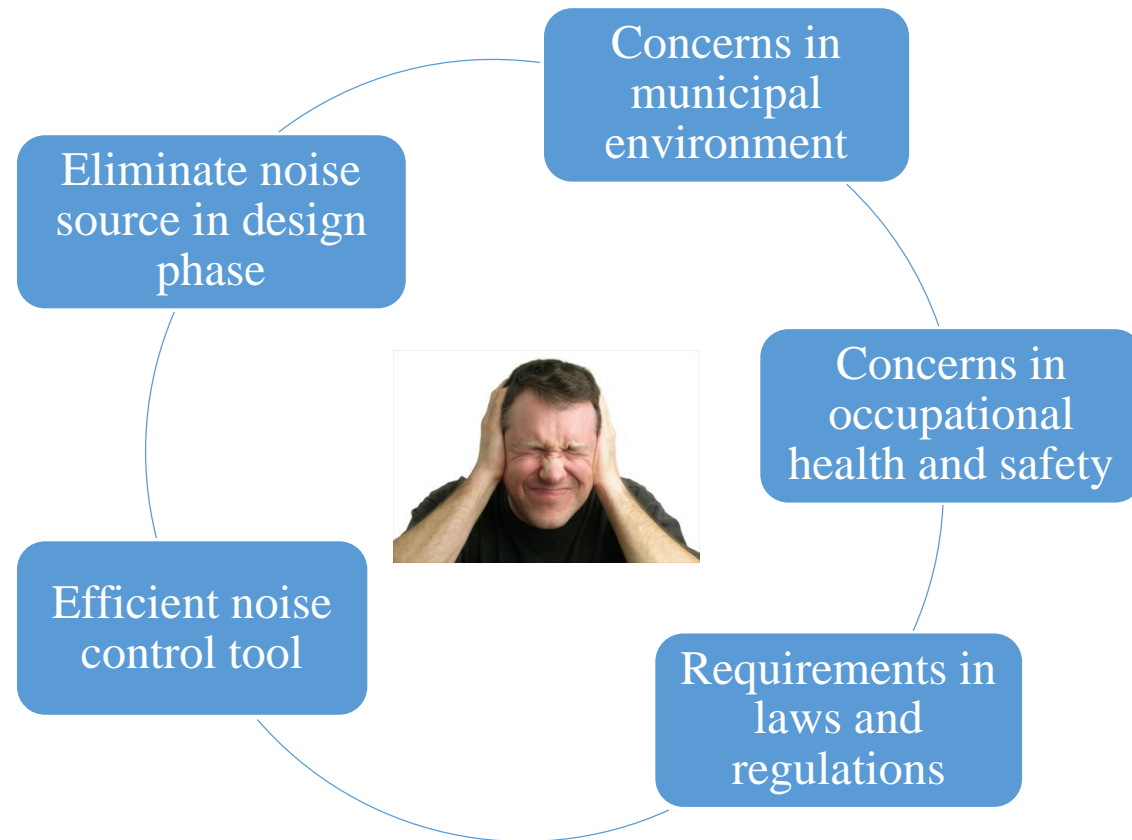 Concerns in
municipal
environment
Concerns in
occupational
health and safety
Requirements in
laws and
regulations
Efficient noise
control tool
Eliminate noise
source in design
phase